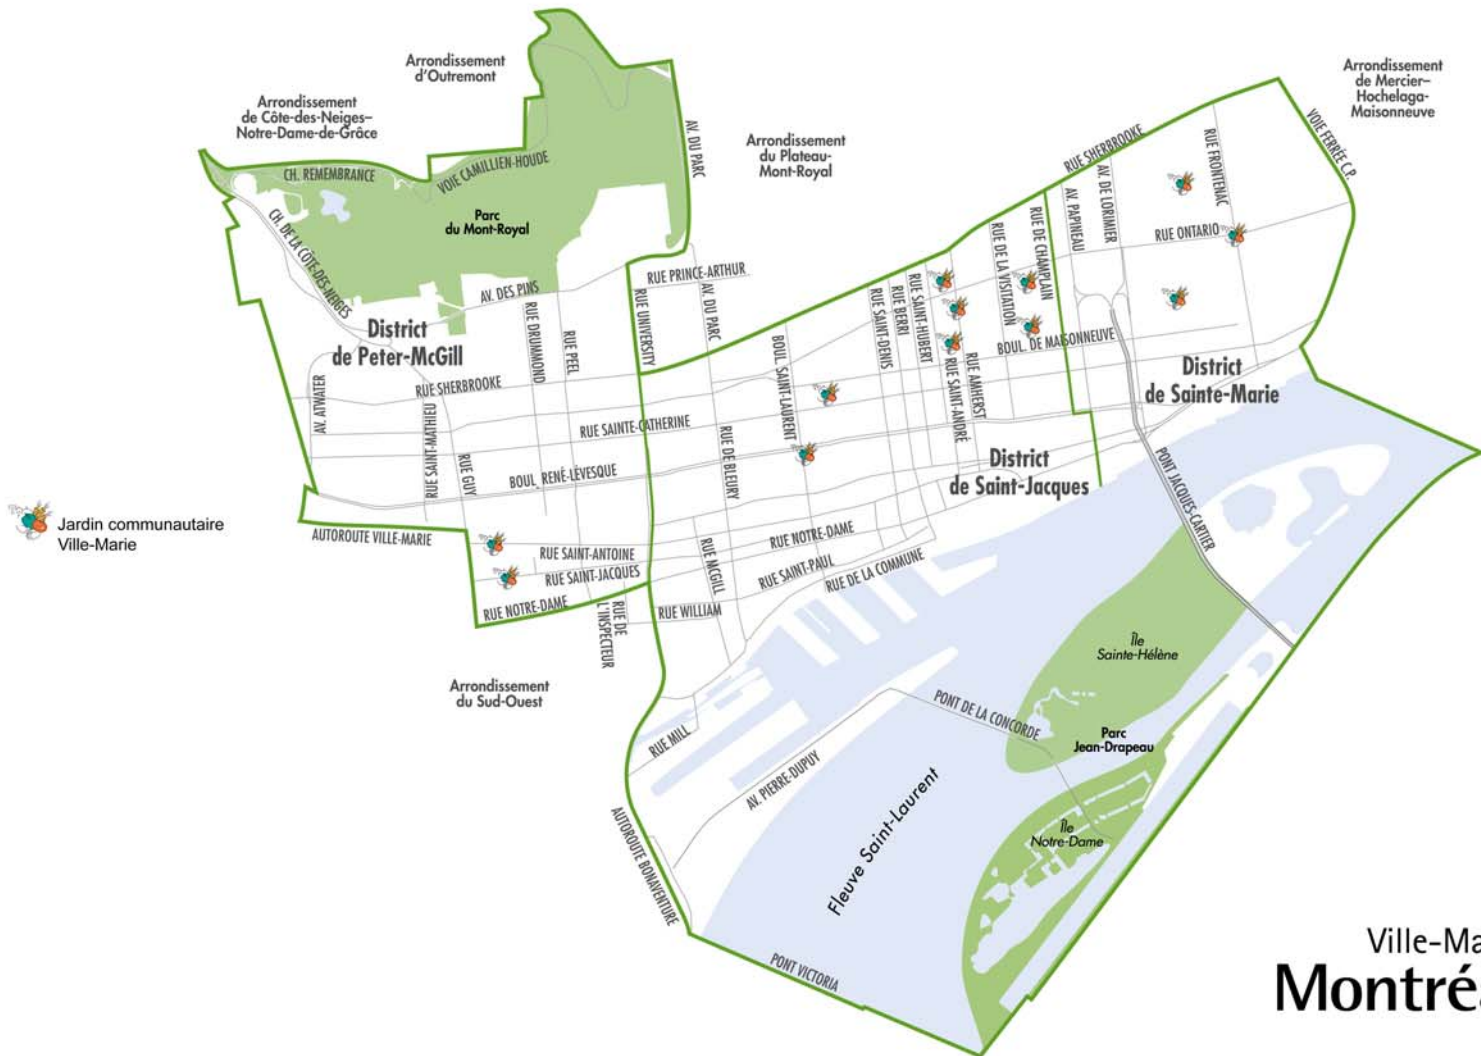 Arrondissement
d'Outremont
Arrondissement
de Côte-des-Neiges–
Notre-Dame-de-Grâce
Arrondissement
du Plateau-
Mont-Royal
Arrondissement
de Mercier–
Hochelaga-
Maisonneuve
CH. REMEMBRANCE
VOIE CAMILLIEN-HOUDE
AV. DU PARC
Parc
du Mont-Royal
CH. DE LA CÔTE-DES-NEIGES
AV. DES PINS
RUE PRINCE-ARTHUR
RUE UNIVERSITY
AV. DU PARC
RUE SHERBROOKE
VOIE FERRÉE C.P.
RUE FRONTENAC
AV. DE LORIMIER
AV. PAPINEAU
RUE DE CHAMPLAIN
RUE DE LA VISITATION
RUE ONTARIO
District
de Peter-McGill
RUE DRUMMOND
RUE PEEL
RUE SAINT-HUBERT
RUE BERRI
RUE SAINT-DENIS
BOUL. SAINT-LAURENT
BOUL. DE MAISONNEUVE
RUE AMHERST
RUE SAINT-ANDRÉ
AV. ATWATER
RUE SHERBROOKE
RUE SAINT-MATHIEU
RUE GUY
RUE SAINTE-CATHERINE
BOUL. RENÉ-LÉVESQUE
RUE DE BLEURY
District
de Sainte-Marie
District
de Saint-Jacques
PONT JACQUES-CARTIER
Jardin communautaire
Ville-Marie
AUTOROUTE VILLE-MARIE
RUE SAINT-ANTOINE
RUE SAINT-JACQUES
RUE NOTRE-DAME
RUE DE
L'INSPECTEUR
RUE MCGILL
RUE NOTRE-DAME
RUE SAINT-PAUL
RUE DE LA COMMUNE
RUE WILLIAM
Arrondissement
du Sud-Ouest
RUE MILL
AV. PIERRE-DUPUY
PONT DE LA CONCORDE
Île
Sainte-Hélène
Parc
Jean-Drapeau
Île
Notre-Dame
Fleuve Saint-Laurent
AUTOROUTE BONAVENTURE
PONT VICTORIA
Ville-Ma
Montréa